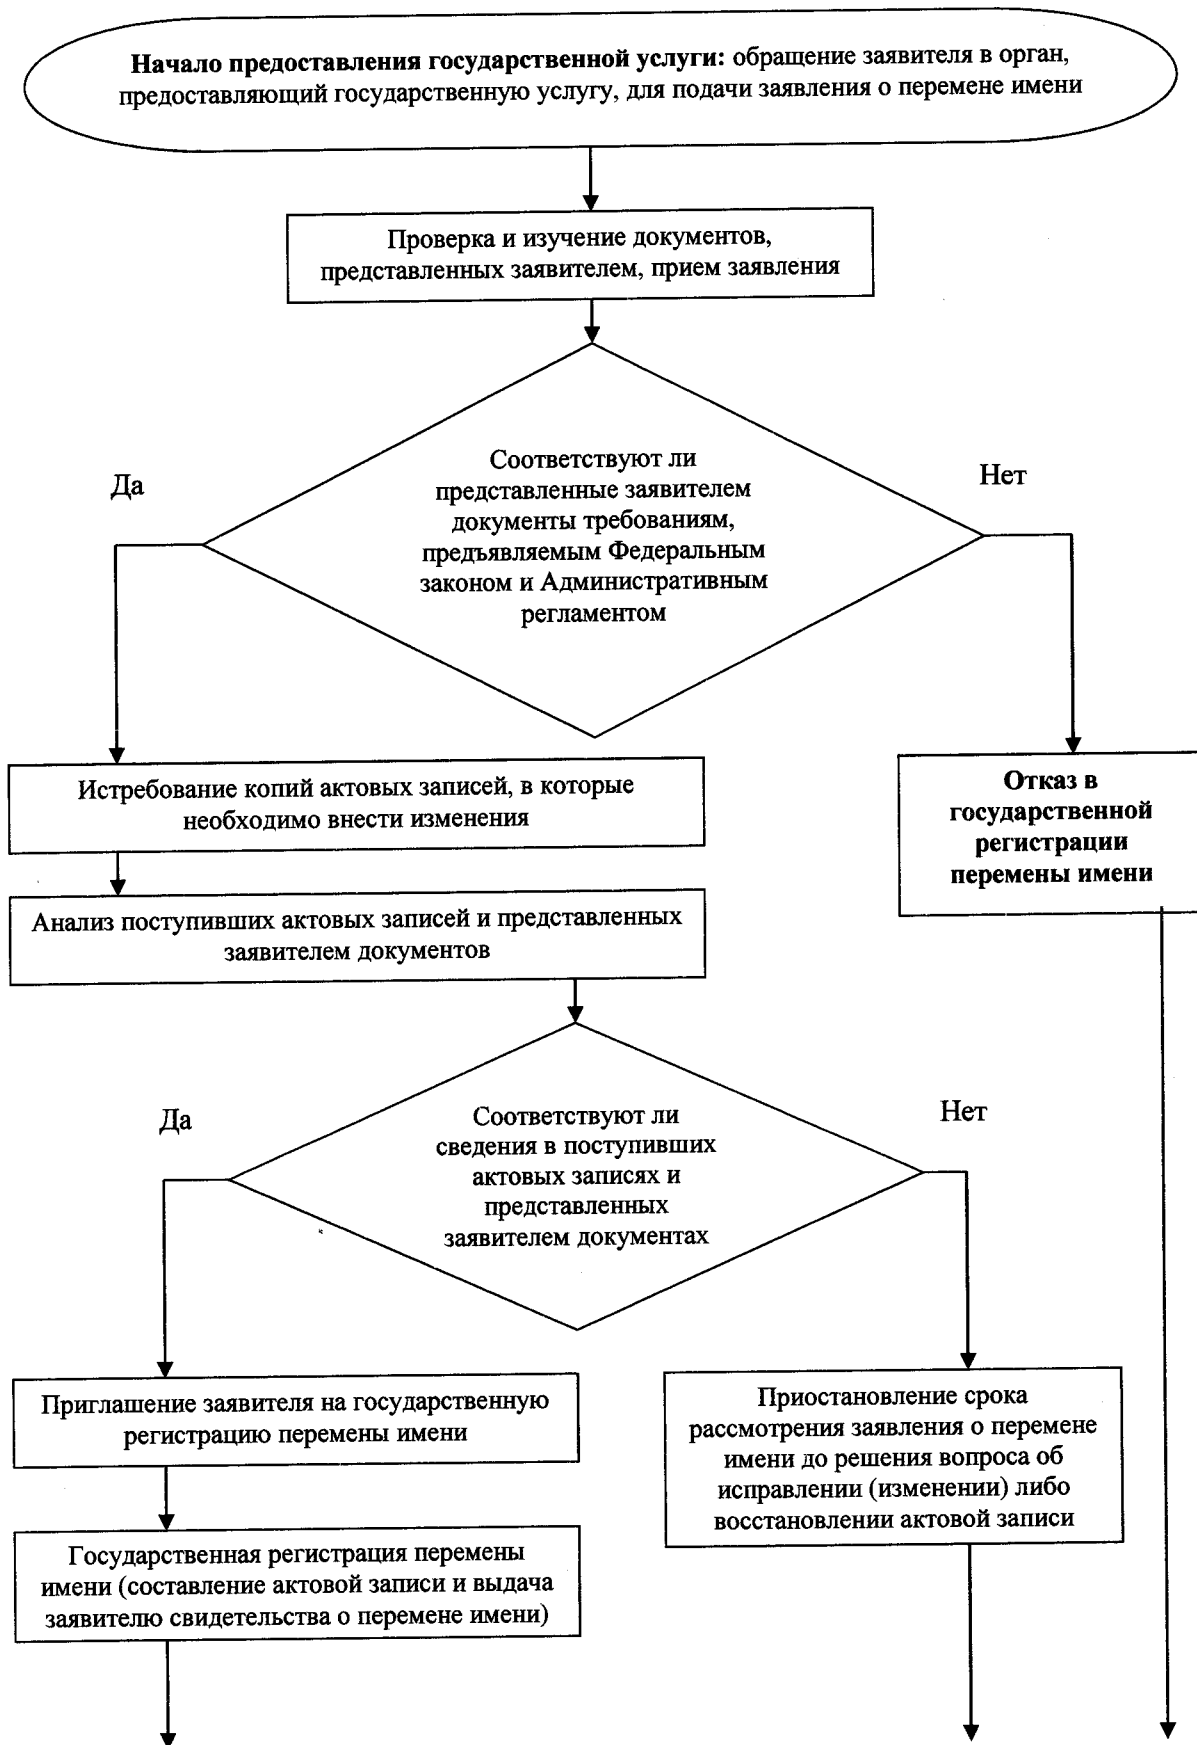 Начало предоставления государственной услуги: обращение заявителя в орган,
предоставляющий государственную услугу, для подачи заявления о перемене имени
Проверка и изучение документов,
представленных заявителем, прием заявления
Да
Соответствуют ли
представленные заявителем
документы требованиям,
предъявляемым Федеральным
законом и Административным
регламентом
Нет
Истребование копий актовых записей, в которые
необходимо внести изменения
Отказ в
государственной
регистрации
перемены имени
Анализ поступивших актовых записей и представленных
заявителем документов
Да
Соответствуют ли
сведения в поступивших
актовых записях и
представленных
заявителем документах
Нет
Приглашение заявителя на государственную
регистрацию перемены имени
Приостановление срока
рассмотрения заявления о перемене
имени до решения вопроса об
исправлении (изменении) либо
восстановлении актовой записи
Государственная регистрация перемены
имени (составление актовой записи и выдача
заявителю свидетельства о перемене имени)